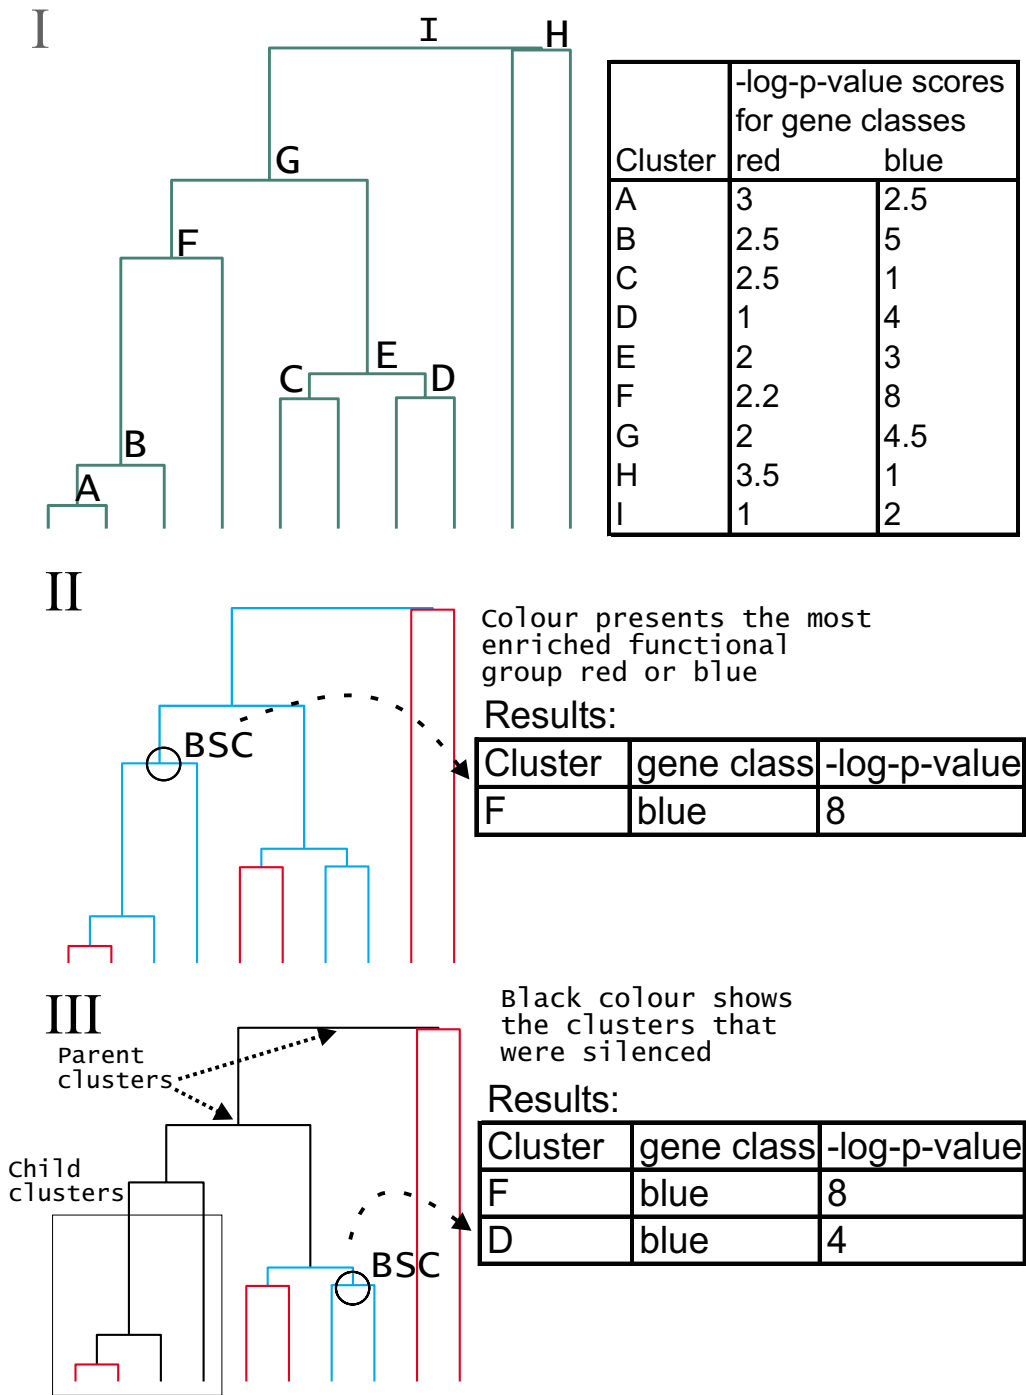 I
I
H
G
F
E
C
D
B
A
-log-p-value scores
for gene classes
Cluster red blue
A 3 2.5
B 2.5 5
C 2.5 1
D 1 4
E 2 3
F 2.2 8
G 2 4.5
H 3.5 1
I 1 2
II
Colour presents the most
enriched functional
group red or blue
BSC
Results:
Cluster gene class -log-p-value
F blue 8
III
Parent
clusters
Child
clusters
BSC
Black colour shows
the clusters that
were silenced
Results:
Cluster gene class -log-p-value
F blue 8
D blue 4